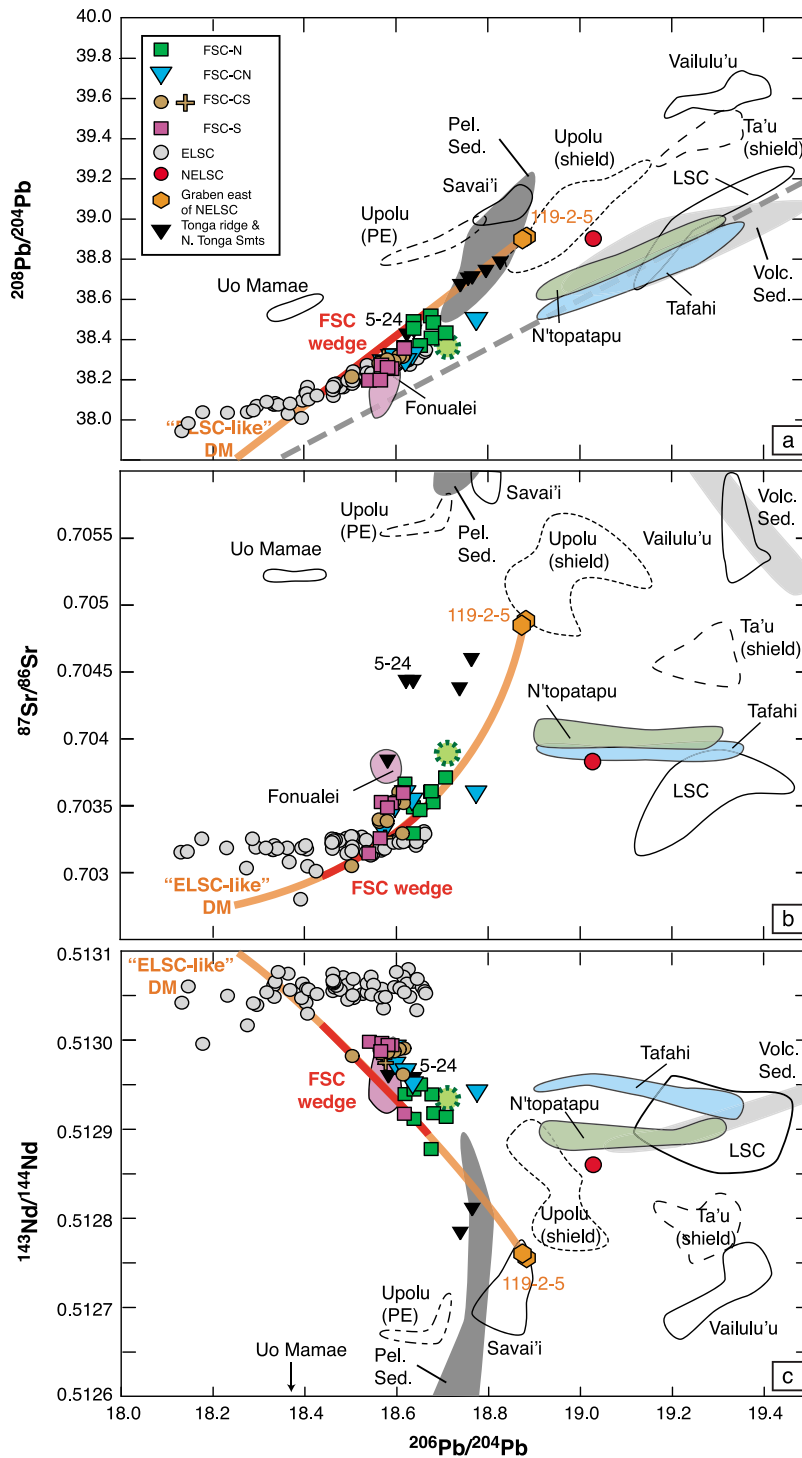 40.0
39.6
39.4
39.2
39.0
38.8
38.6
38.4
38.2
38.0
208Pb/204Pb
FSC-N
FSC-CN
FSC-CS
FSC-S
ELSC
NELSC
Graben east
of NELSC
Tonga ridge &
N. Tonga Smts
Vailulu'u
Pel.
Sed.
Upolu
(shield)
Ta'u
(shield)
Savai'i
LSC
119-2-5
Upolu
(PE)
Uo Mamae
5-24
FSC
wedge
N'topatapu
Tafahi
Volc.
Sed.
Fonualei
"ELSC-like"
DM
a
0.7055
0.705
0.7045
0.704
0.7035
0.703
87Sr/86Sr
Upolu
(PE)
Savai'i
Pel.
Sed.
Uo Mamae
Upolu
(shield)
Vailulu'u
Volc.
Sed.
119-2-5
Ta'u
(shield)
5-24
N'topatapu
Tafahi
Fonualei
LSC
"ELSC-like"
DM
FSC wedge
b
0.5131
0.5130
0.5129
0.5128
0.5127
0.5126
143Nd/144Nd
"ELSC-like"
DM
FSC
wedge
5-24
Tafahi
Volc.
Sed.
N'topatapu
LSC
Upolu
(shield)
Ta'u
(shield)
119-2-5
Upolu
(PE)
Savai'i
Vailulu'u
Uo Mamae
Pel.
Sed.
c
18.0
18.2
18.4
18.6
18.8
19.0
19.2
19.4
206Pb/204Pb